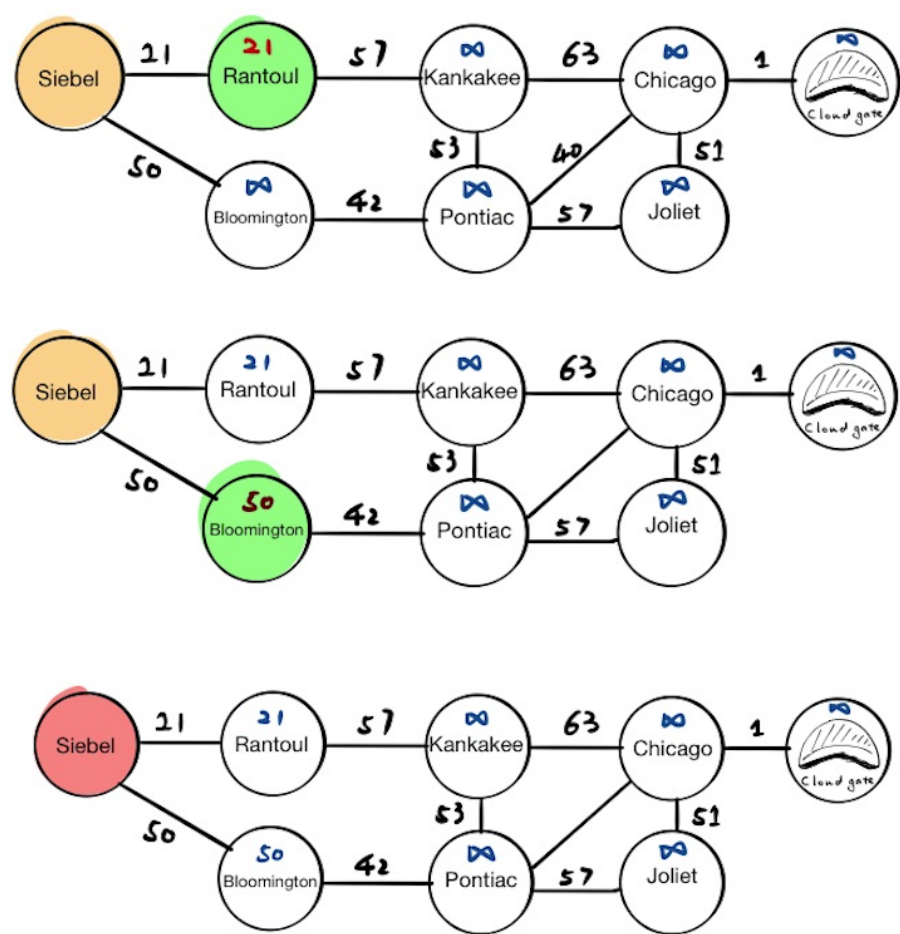 21
21
57
∞
63
∞
1
∞
Siebel
Rantoul
Kankakee
Chicago
Cloud gate
50
∞
53
40
51
Bloomington
42
∞
Pontiac
57
∞
Joliet
21
21
57
∞
63
∞
1
∞
Siebel
Rantoul
Kankakee
Chicago
Cloud gate
50
50
53
51
Bloomington
42
∞
Pontiac
57
∞
Joliet
21
21
57
∞
63
∞
1
∞
Siebel
Rantoul
Kankakee
Chicago
Cloud gate
50
50
53
51
Bloomington
42
∞
Pontiac
57
∞
Joliet